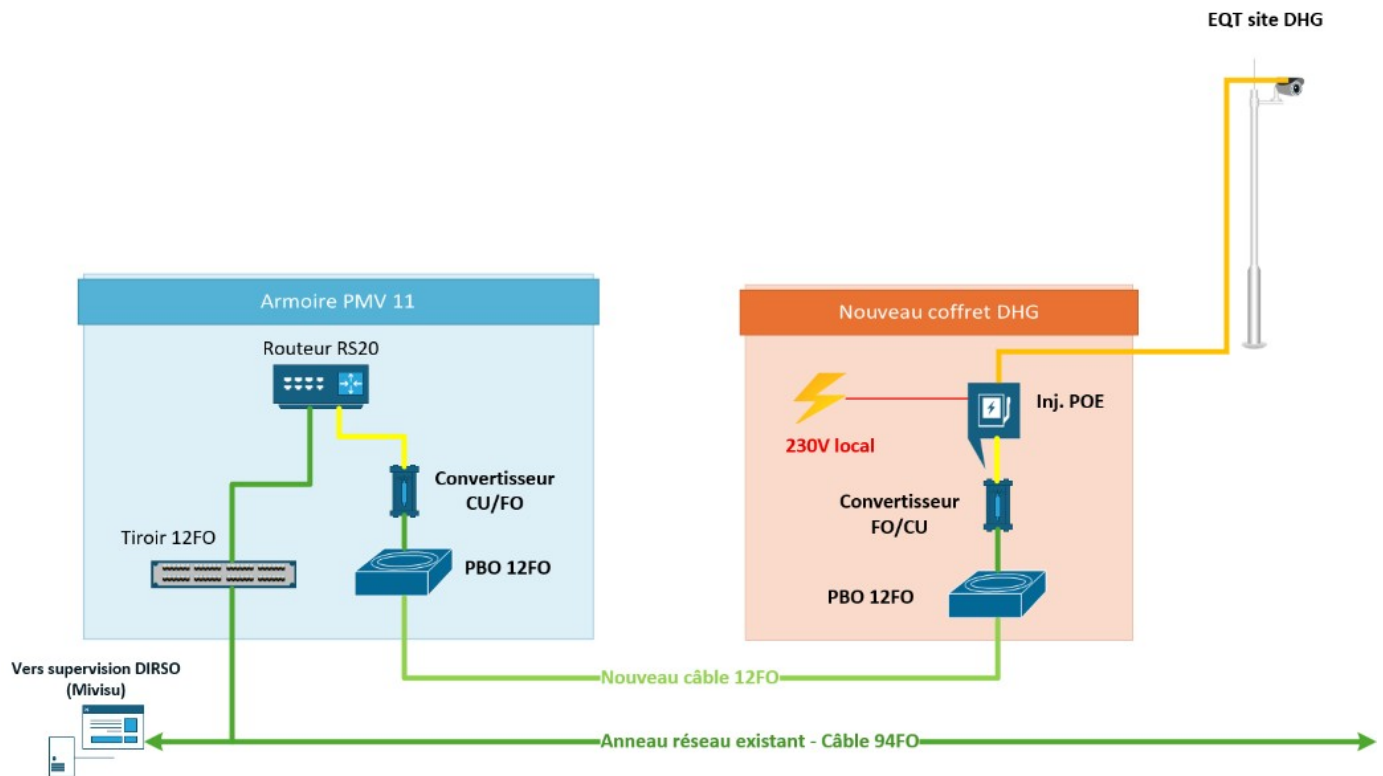 EQT site DHG
Armoire PMV 11
Nouveau coffret DHG
Routeur RS20
Inj. POE
230V local
Convertisseur
CU/FO
Convertisseur
FO/CU
Tiroir 12FO
PBO 12FO
PBO 12FO
Vers supervision DIRSO
(Mivisu)
Nouveau câble 12FO
Anneau réseau existant - Câble 94FO